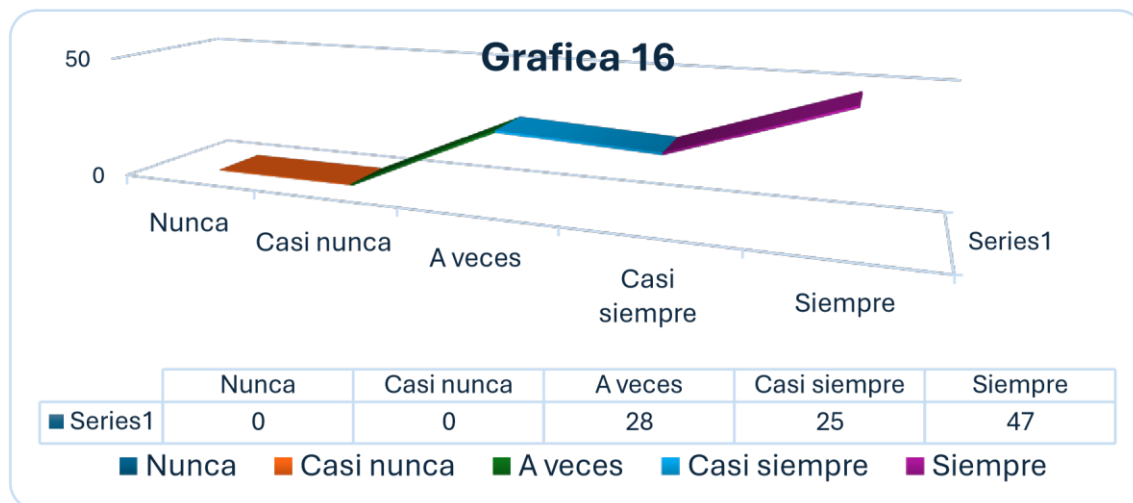 Grafica 16
50
0
Nunca
Casi nunca
A veces
Casi
siempre
Siempre
Series1
Nunca Casi nunca A veces Casi siempre Siempre
Series1 0 0 28 25 47
Nunca Casi nunca A veces Casi siempre Siempre